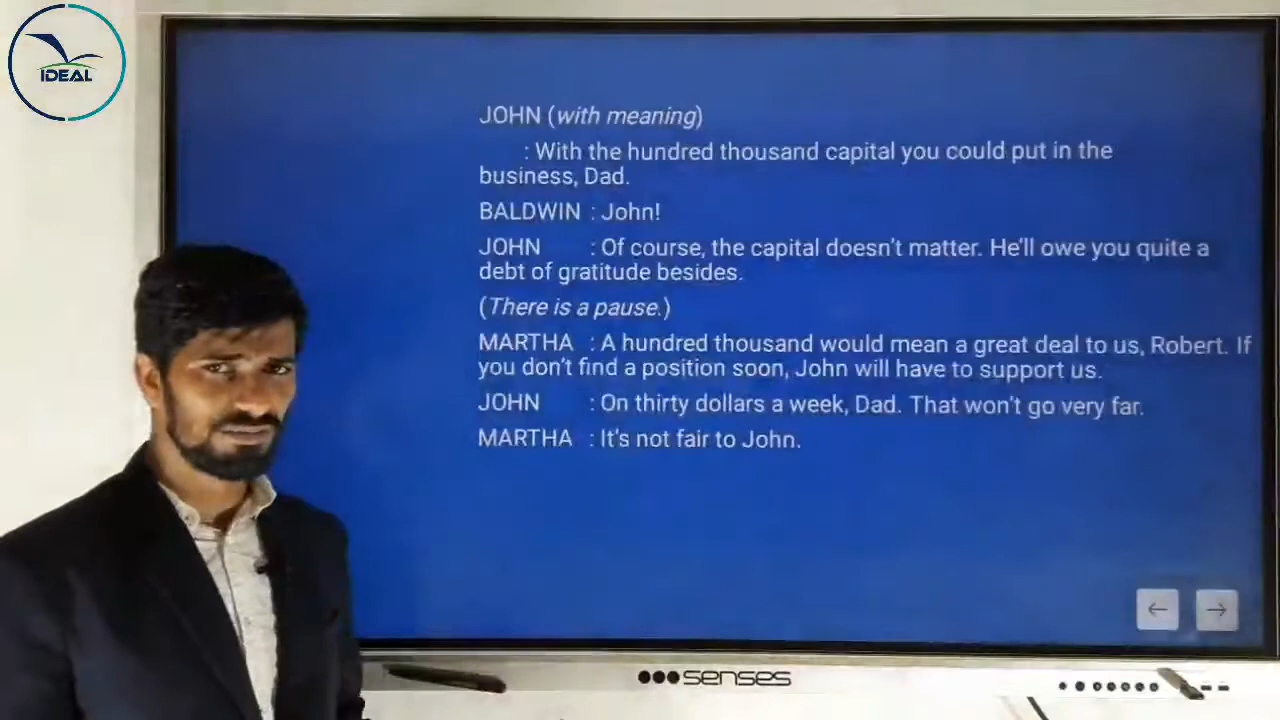 IDEAL
JOHN (with meaning)
: With the hundred thousand capital you could put in the
business, Dad.
BALDWIN : John!
JOHN : Of course, the capital doesn't matter. He'll owe you quite a
debt of gratitude besides.
(There is a pause.)
MARTHA : A hundred thousand would mean a great deal to us, Robert. If
you don't find a position soon, John will have to support us.
JOHN : On thirty dollars a week, Dad. That won't go very far.
MARTHA : It's not fair to John.
senses